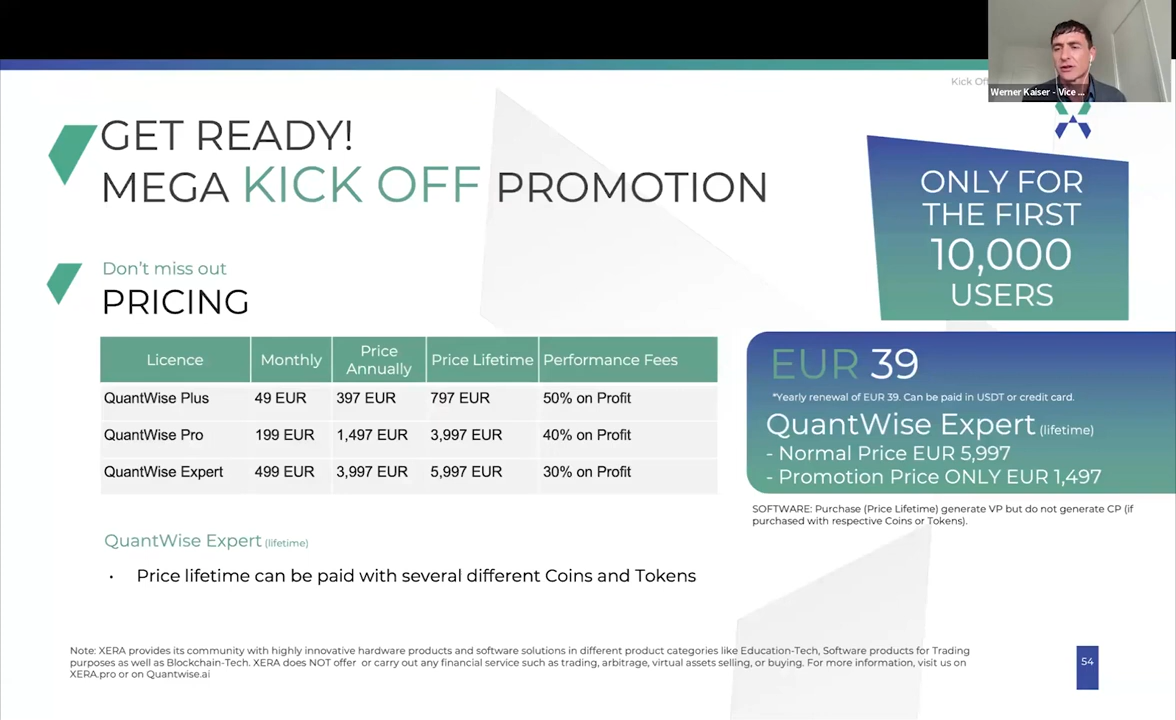 Kick Of
Werner Kaiser - Vice ...
GET READY!
MEGA KICK OFF PROMOTION
ONLY FOR
THE FIRST
10,000
USERS
Don't miss out
PRICING
Licence Monthly Price Annually Price Lifetime Performance Fees
QuantWise Plus 49 EUR 397 EUR 797 EUR 50% on Profit
QuantWise Pro 199 EUR 1,497 EUR 3,997 EUR 40% on Profit
QuantWise Expert 499 EUR 3,997 EUR 5,997 EUR 30% on Profit
EUR 39
*Yearly renewal of EUR 39. Can be paid in USDT or credit card.
QuantWise Expert (lifetime)
- Normal Price EUR 5,997
- Promotion Price ONLY EUR 1,497
SOFTWARE: Purchase (Price Lifetime) generate VP but do not generate CP (if
purchased with respective Coins or Tokens).
QuantWise Expert (lifetime)
· Price lifetime can be paid with several different Coins and Tokens
Note: XERA provides its community with highly innovative hardware products and software solutions in different product categories like Education-Tech, Software products for Trading
purposes as well as Blockchain-Tech. XERA does NOT offer or carry out any financial service such as trading, arbitrage, virtual assets selling, or buying. For more information, visit us on
XERA.pro or on Quantwise.ai
54